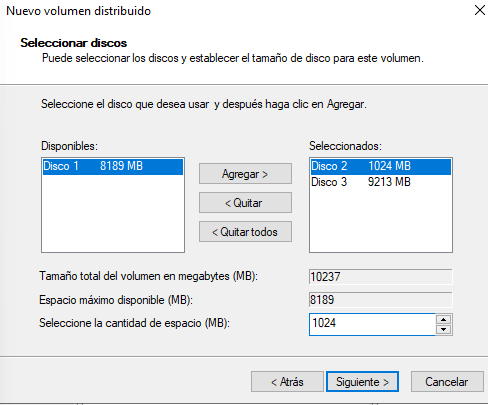 Nuevo volumen distribuido
Seleccionar discos
Puede seleccionar los discos y establecer el tamaño de disco para este volumen.
Seleccione el disco que desea usar y después haga clic en Agregar.
Disponibles:
Seleccionados:
Disco 1 8189 MB
Agregar >
Disco 2 1024 MB
Disco 3 9213 MB
< Quitar
< Quitar todos
Tamaño total del volumen en megabytes (MB): 10237
Espacio máximo disponible (MB): 8189
Seleccione la cantidad de espacio (MB): 1024
< Atrás
Siguiente >
Cancelar